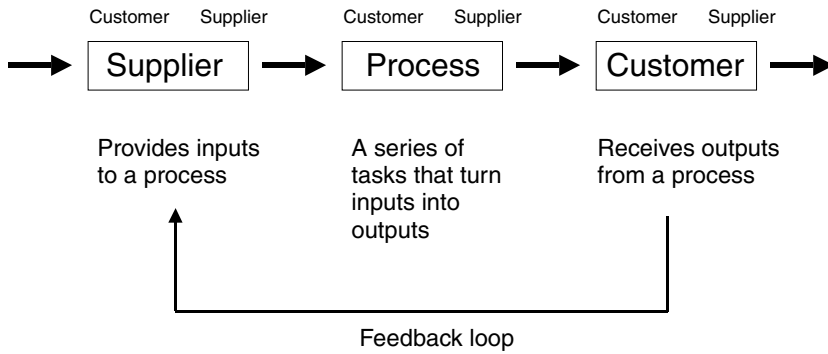 Customer Supplier Customer Supplier Customer Supplier
Supplier Process Customer
Provides inputs
to a process
A series of
tasks that turn
inputs into
outputs
Receives outputs
from a process
Feedback loop